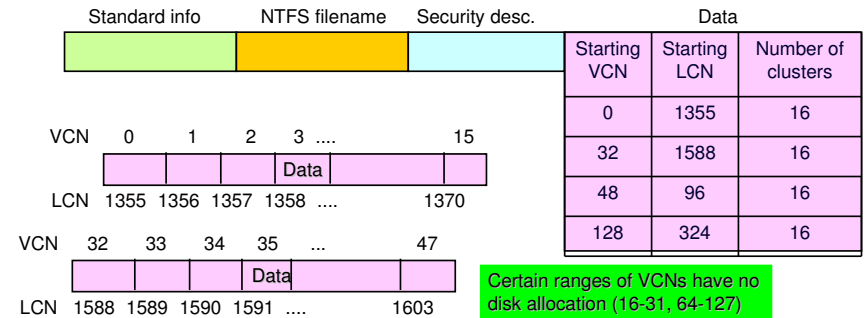 Standard info NTFS filename Security desc. Data
Starting VCN Starting LCN Number of clusters
0 1355 16
32 1588 16
48 96 16
128 324 16
VCN 0 1 2 3 .... 15
Data
LCN 1355 1356 1357 1358 .... 1370
VCN 32 33 34 35 ... 47
Data
LCN 1588 1589 1590 1591 .... 1603
Certain ranges of VCNs have no
disk allocation (16-31, 64-127)